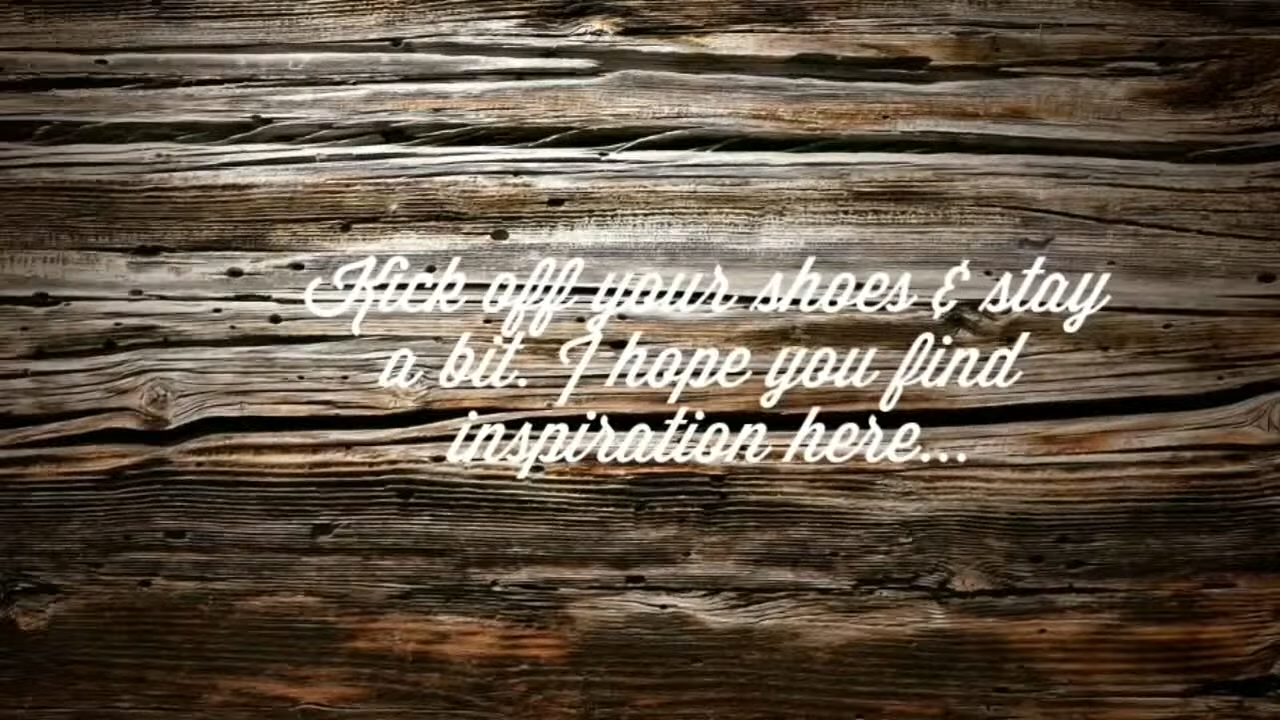 Kick off your shoes & stay
a bit. I hope you find
inspiration here...